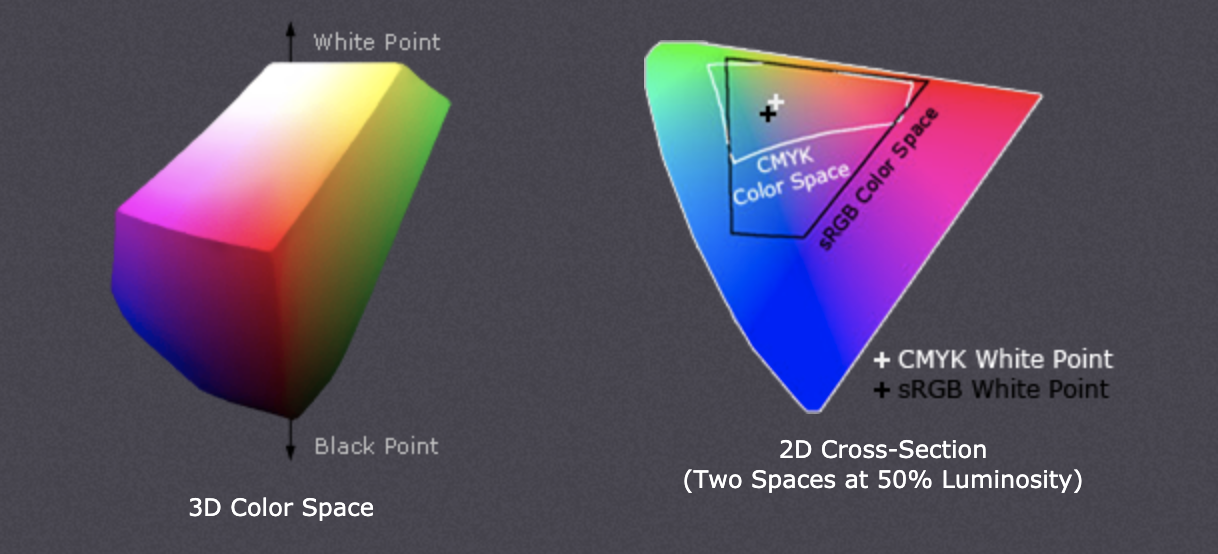 White Point
Black Point
3D Color Space
CMYK
Color Space
sRGB Color Space
+ CMYK White Point
+ sRGB White Point
2D Cross-Section
(Two Spaces at 50% Luminosity)